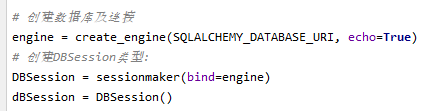 # 创建数据库及连接
engine = create_engine(SQLALCHEMY_DATABASE_URI, echo=True)
# 创建DBSession类型:
DBSession = sessionmaker(bind=engine)
dBSession = DBSession()